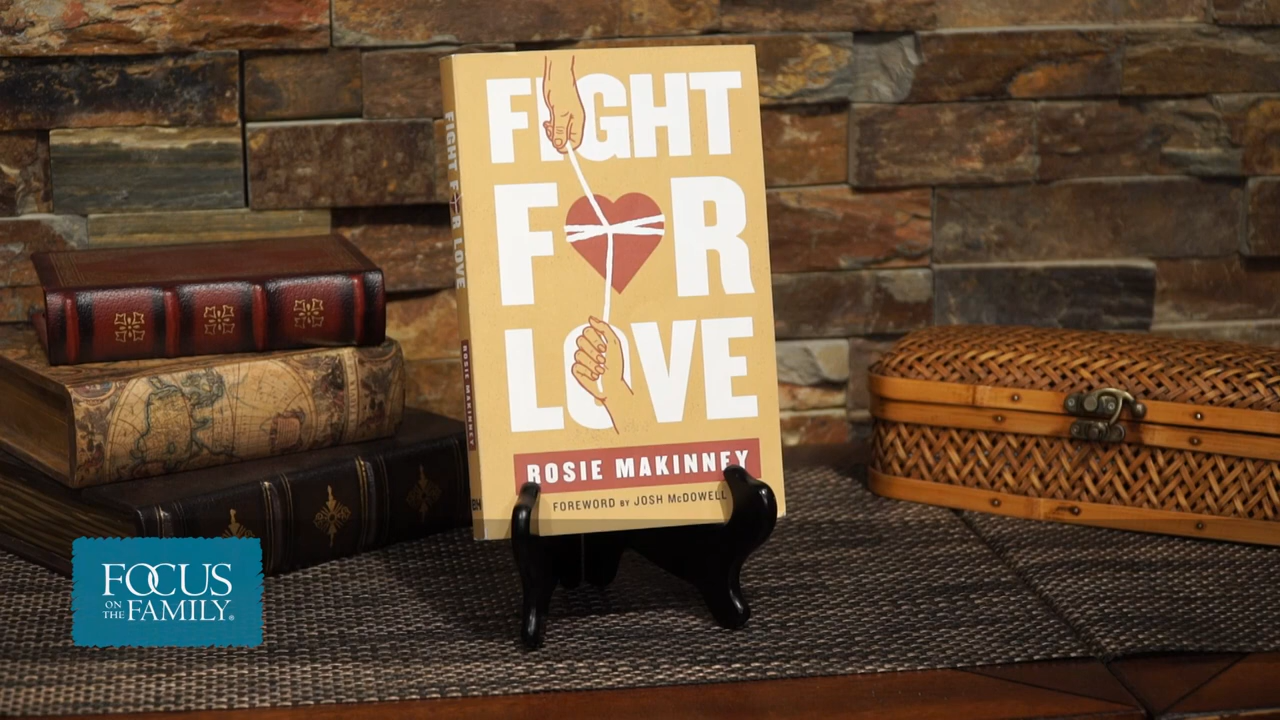 FIGHT
FOR
LOVE
ROSIE MAKINNEY
FOREWORD BY JOSH McDOWELL
FIGHT FOR LOVE
ROSIE MAKINNEY
FOCUS
ON THE FAMILY®